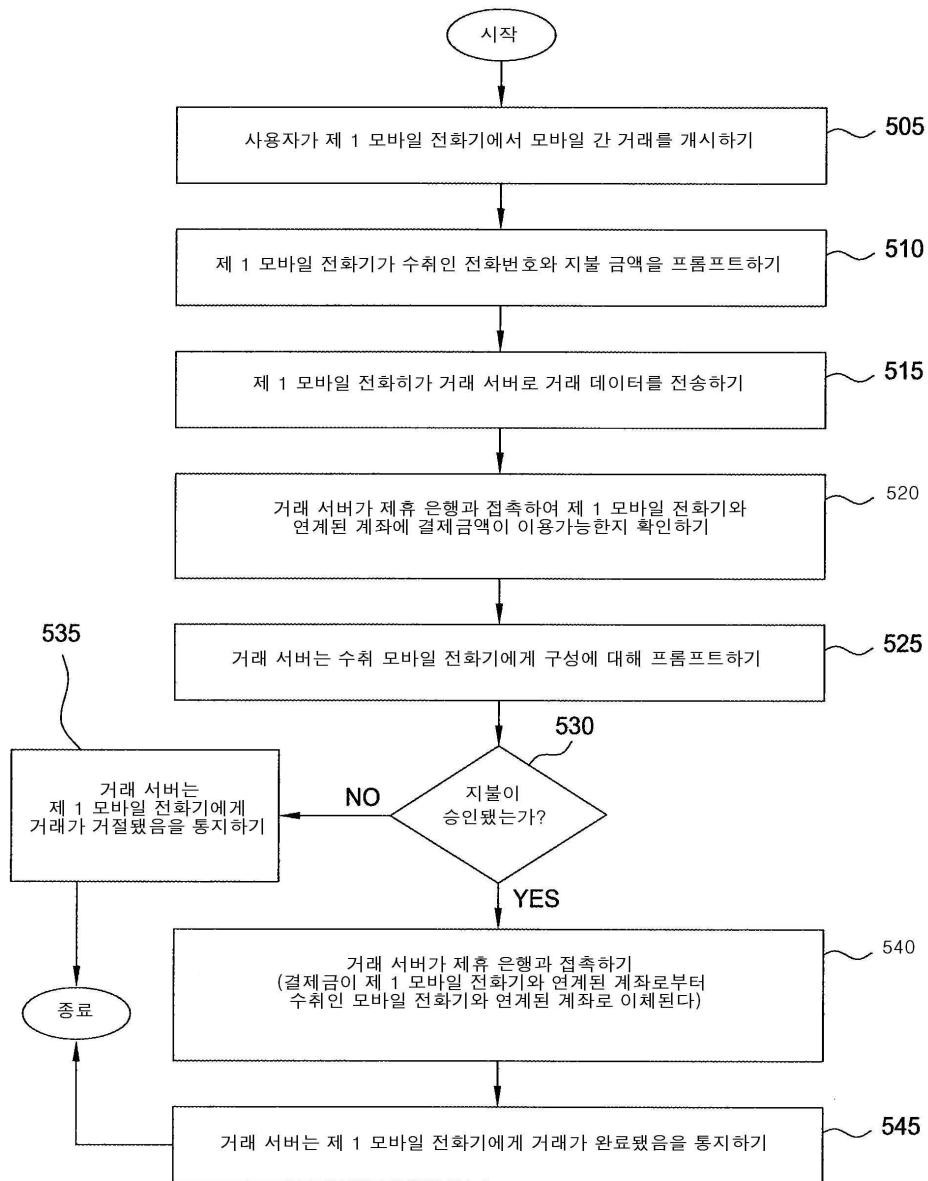 시작
사용자가 제 1 모바일 전화기에서 모바일 간 거래를 개시하기
505
제 1 모바일 전화기가 수취인 전화번호와 지불 금액을 프롬프트하기
510
제 1 모바일 전화히가 거래 서버로 거래 데이터를 전송하기
515
거래 서버가 제휴 은행과 접촉하여 제 1 모바일 전화기와
연계된 계좌에 결제금액이 이용가능한지 확인하기
520
거래 서버는 수취 모바일 전화기에게 구성에 대해 프롬프트하기
525
지불이
승인됐는가?
530
NO
535
거래 서버는
제 1 모바일 전화기에게
거래가 거절됐음을 통지하기
YES
거래 서버가 제휴 은행과 접촉하기
(결제금이 제 1 모바일 전화기와 연계된 계좌로부터
수취인 모바일 전화기와 연계된 계좌로 이체된다)
540
종료
거래 서버는 제 1 모바일 전화기에게 거래가 완료됐음을 통지하기
545